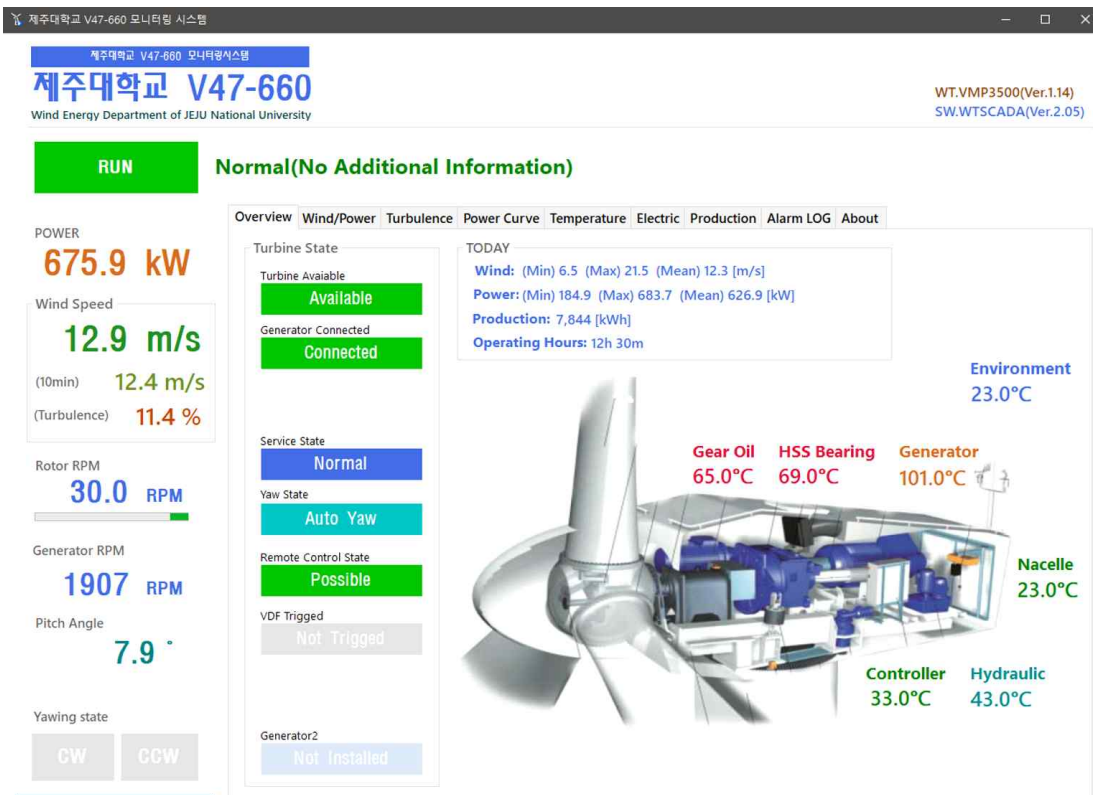 제주대학교 V47-660 모니터링 시스템
제주대학교 V47-660 모니터링시스템
제주대학교 V47-660
Wind Energy Department of JEJU National University
WT.VMP3500(Ver.1.14)
SW.WTSCADA(Ver.2.05)
RUN
Normal(No Additional Information)
Overview Wind/Power Turbulence Power Curve Temperature Electric Production Alarm LOG About
POWER
675.9 kW
Wind Speed
12.9 m/s
(10min) 12.4 m/s
(Turbulence) 11.4 %
Rotor RPM
30.0 RPM
Generator RPM
1907 RPM
Pitch Angle
7.9 °
Yawing state
CW CCW
Turbine State
Turbine Avaiable
Available
Generator Connected
Connected
Service State
Normal
Yaw State
Auto Yaw
Remote Control State
Possible
VDF Trigged
Not Trigged
Generator2
Not Installed
TODAY
Wind: (Min) 6.5 (Max) 21.5 (Mean) 12.3 [m/s]
Power: (Min) 184.9 (Max) 683.7 (Mean) 626.9 [kW]
Production: 7,844 [kWh]
Operating Hours: 12h 30m
Environment
23.0°C
Gear Oil HSS Bearing Generator
65.0°C 69.0°C 101.0°C
Nacelle
23.0°C
Controller Hydraulic
33.0°C 43.0°C